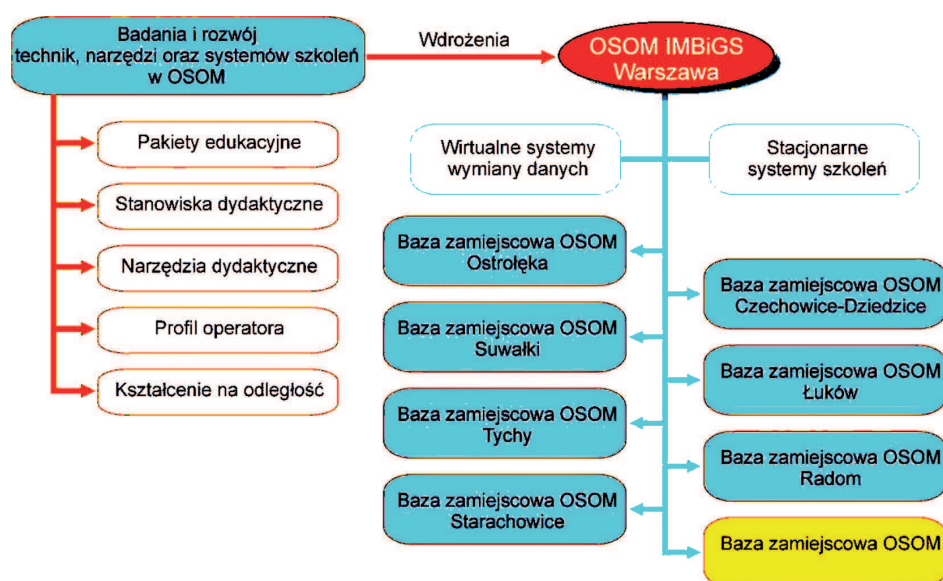 Badania i rozwój
technik, narzędzi oraz systemów szkoleń
w OSOM
Wdrożenia
OSOM IMBiGS
Warszawa
Pakiety edukacyjne
Stanowiska dydaktyczne
Narzędzia dydaktyczne
Profil operatora
Kształcenie na odległość
Wirtualne systemy
wymiany danych
Stacjonarne
systemy szkoleń
Baza zamiejscowa OSOM
Ostrołęka
Baza zamiejscowa OSOM
Czechowice-Dziedzice
Baza zamiejscowa OSOM
Suwałki
Baza zamiejscowa OSOM
Łuków
Baza zamiejscowa OSOM
Tychy
Baza zamiejscowa OSOM
Radom
Baza zamiejscowa OSOM
Starachowice
Baza zamiejscowa OSOM